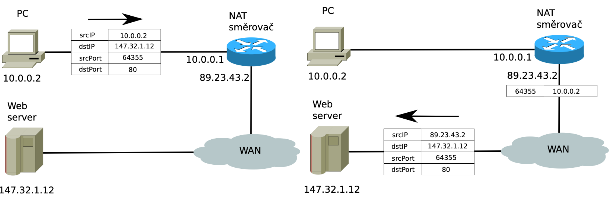 PC
NAT
směrovač
srcIP 10.0.0.2
dstIP 147.32.1.12
srcPort 64355
dstPort 80
10.0.0.1
10.0.0.2
89.23.43.2
Web
server
WAN
147.32.1.12
PC
NAT
směrovač
10.0.0.1
10.0.0.2
89.23.43.2
64355 10.0.0.2
Web
server
srcIP 89.23.43.2
dstIP 147.32.1.12
srcPort 64355
dstPort 80
WAN
147.32.1.12